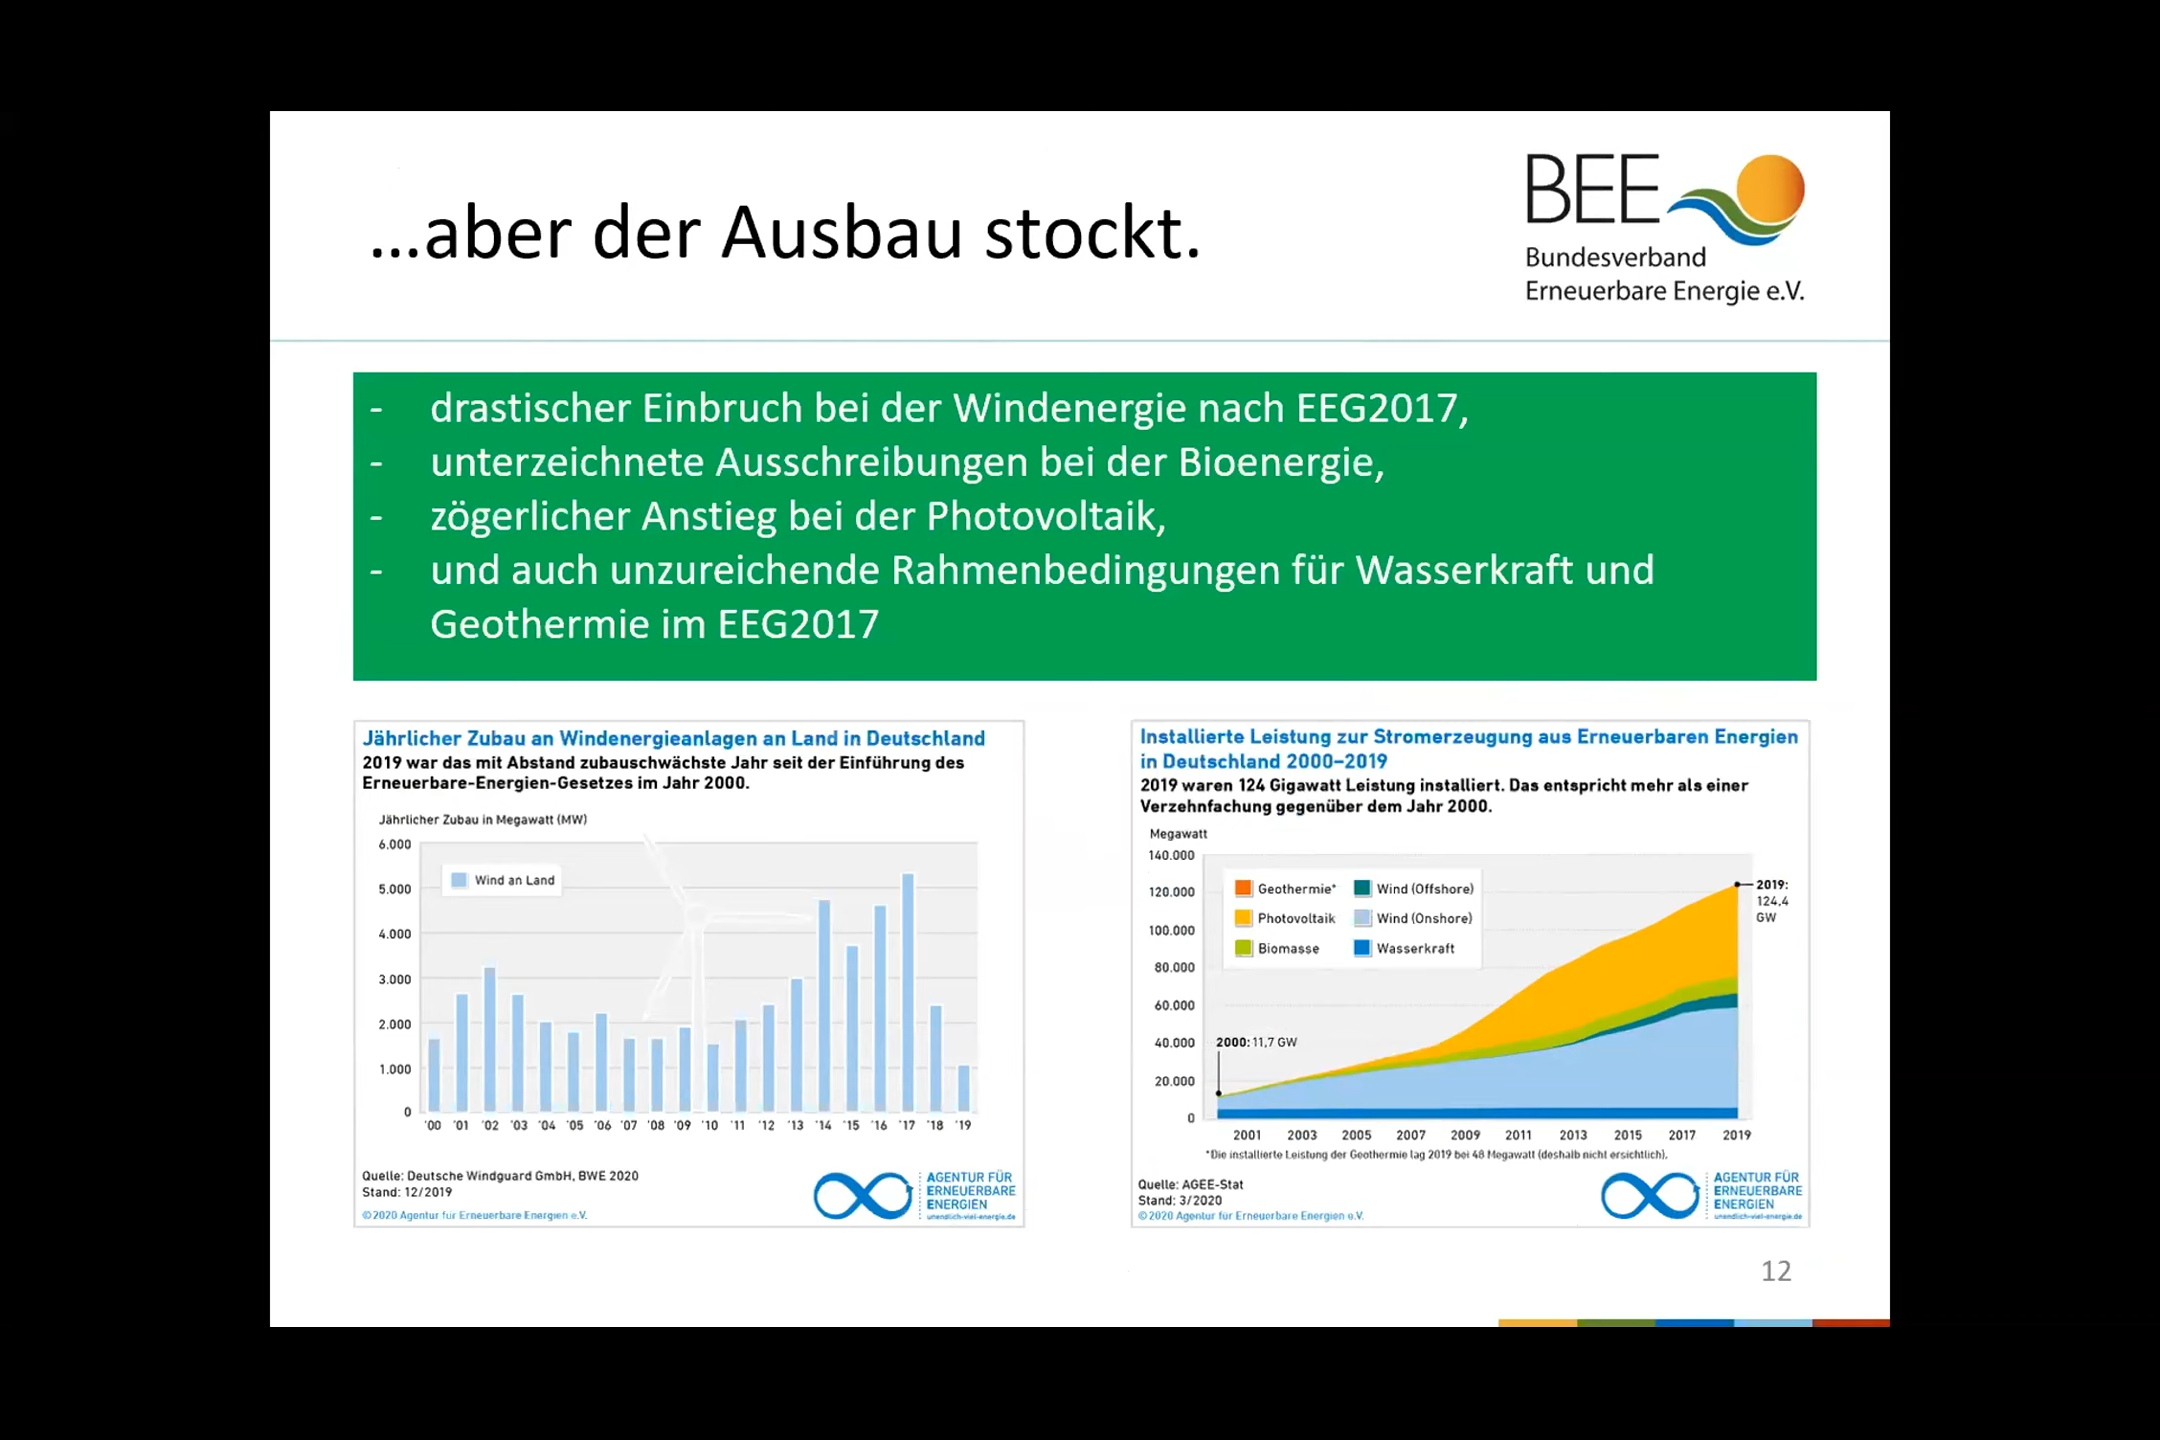 ...aber der Ausbau stockt.
BEE
Bundesverband
Erneuerbare Energie e.V.
- drastischer Einbruch bei der Windenergie nach EEG2017,
- unterzeichnete Ausschreibungen bei der Bioenergie,
- zögerlicher Anstieg bei der Photovoltaik,
- und auch unzureichende Rahmenbedingungen für Wasserkraft und
Geothermie im EEG2017
Jährlicher Zubau an Windenergieanlagen an Land in Deutschland
2019 war das mit Abstand zubauschwächste Jahr seit der Einführung des
Erneuerbare-Energien-Gesetzes im Jahr 2000.
Jährlicher Zubau in Megawatt (MW)
6.000
5.000
4.000
3.000
2.000
1.000
0
Wind an Land
'00 '01 '02 '03 '04 '05 '06 '07 '08 '09 '10 '11 '12 '13 '14 '15 '16 '17 '18 '19
Quelle: Deutsche Windguard GmbH, BWE 2020
Stand: 12/2019
©2020 Agentur für Erneuerbare Energien e.V.
AGENTUR FÜR
ERNEUERBARE
ENERGIEN
unendlich-viel-energie.de
Installierte Leistung zur Stromerzeugung aus Erneuerbaren Energien
in Deutschland 2000–2019
2019 waren 124 Gigawatt Leistung installiert. Das entspricht mehr als einer
Verzehnfachung gegenüber dem Jahr 2000.
Megawatt
140.000
120.000
100.000
80.000
60.000
40.000
20.000
0
Geothermie* Wind (Offshore)
Photovoltaik Wind (Onshore)
Biomasse Wasserkraft
2019:
124,4
GW
2000: 11,7 GW
2001 2003 2005 2007 2009 2011 2013 2015 2017 2019
*Die installierte Leistung der Geothermie lag 2019 bei 48 Megawatt (deshalb nicht ersichtlich).
Quelle: AGEE-Stat
Stand: 3/2020
©2020 Agentur für Erneuerbare Energien e.V.
AGENTUR FÜR
ERNEUERBARE
ENERGIEN
unendlich-viel-energie.de
12